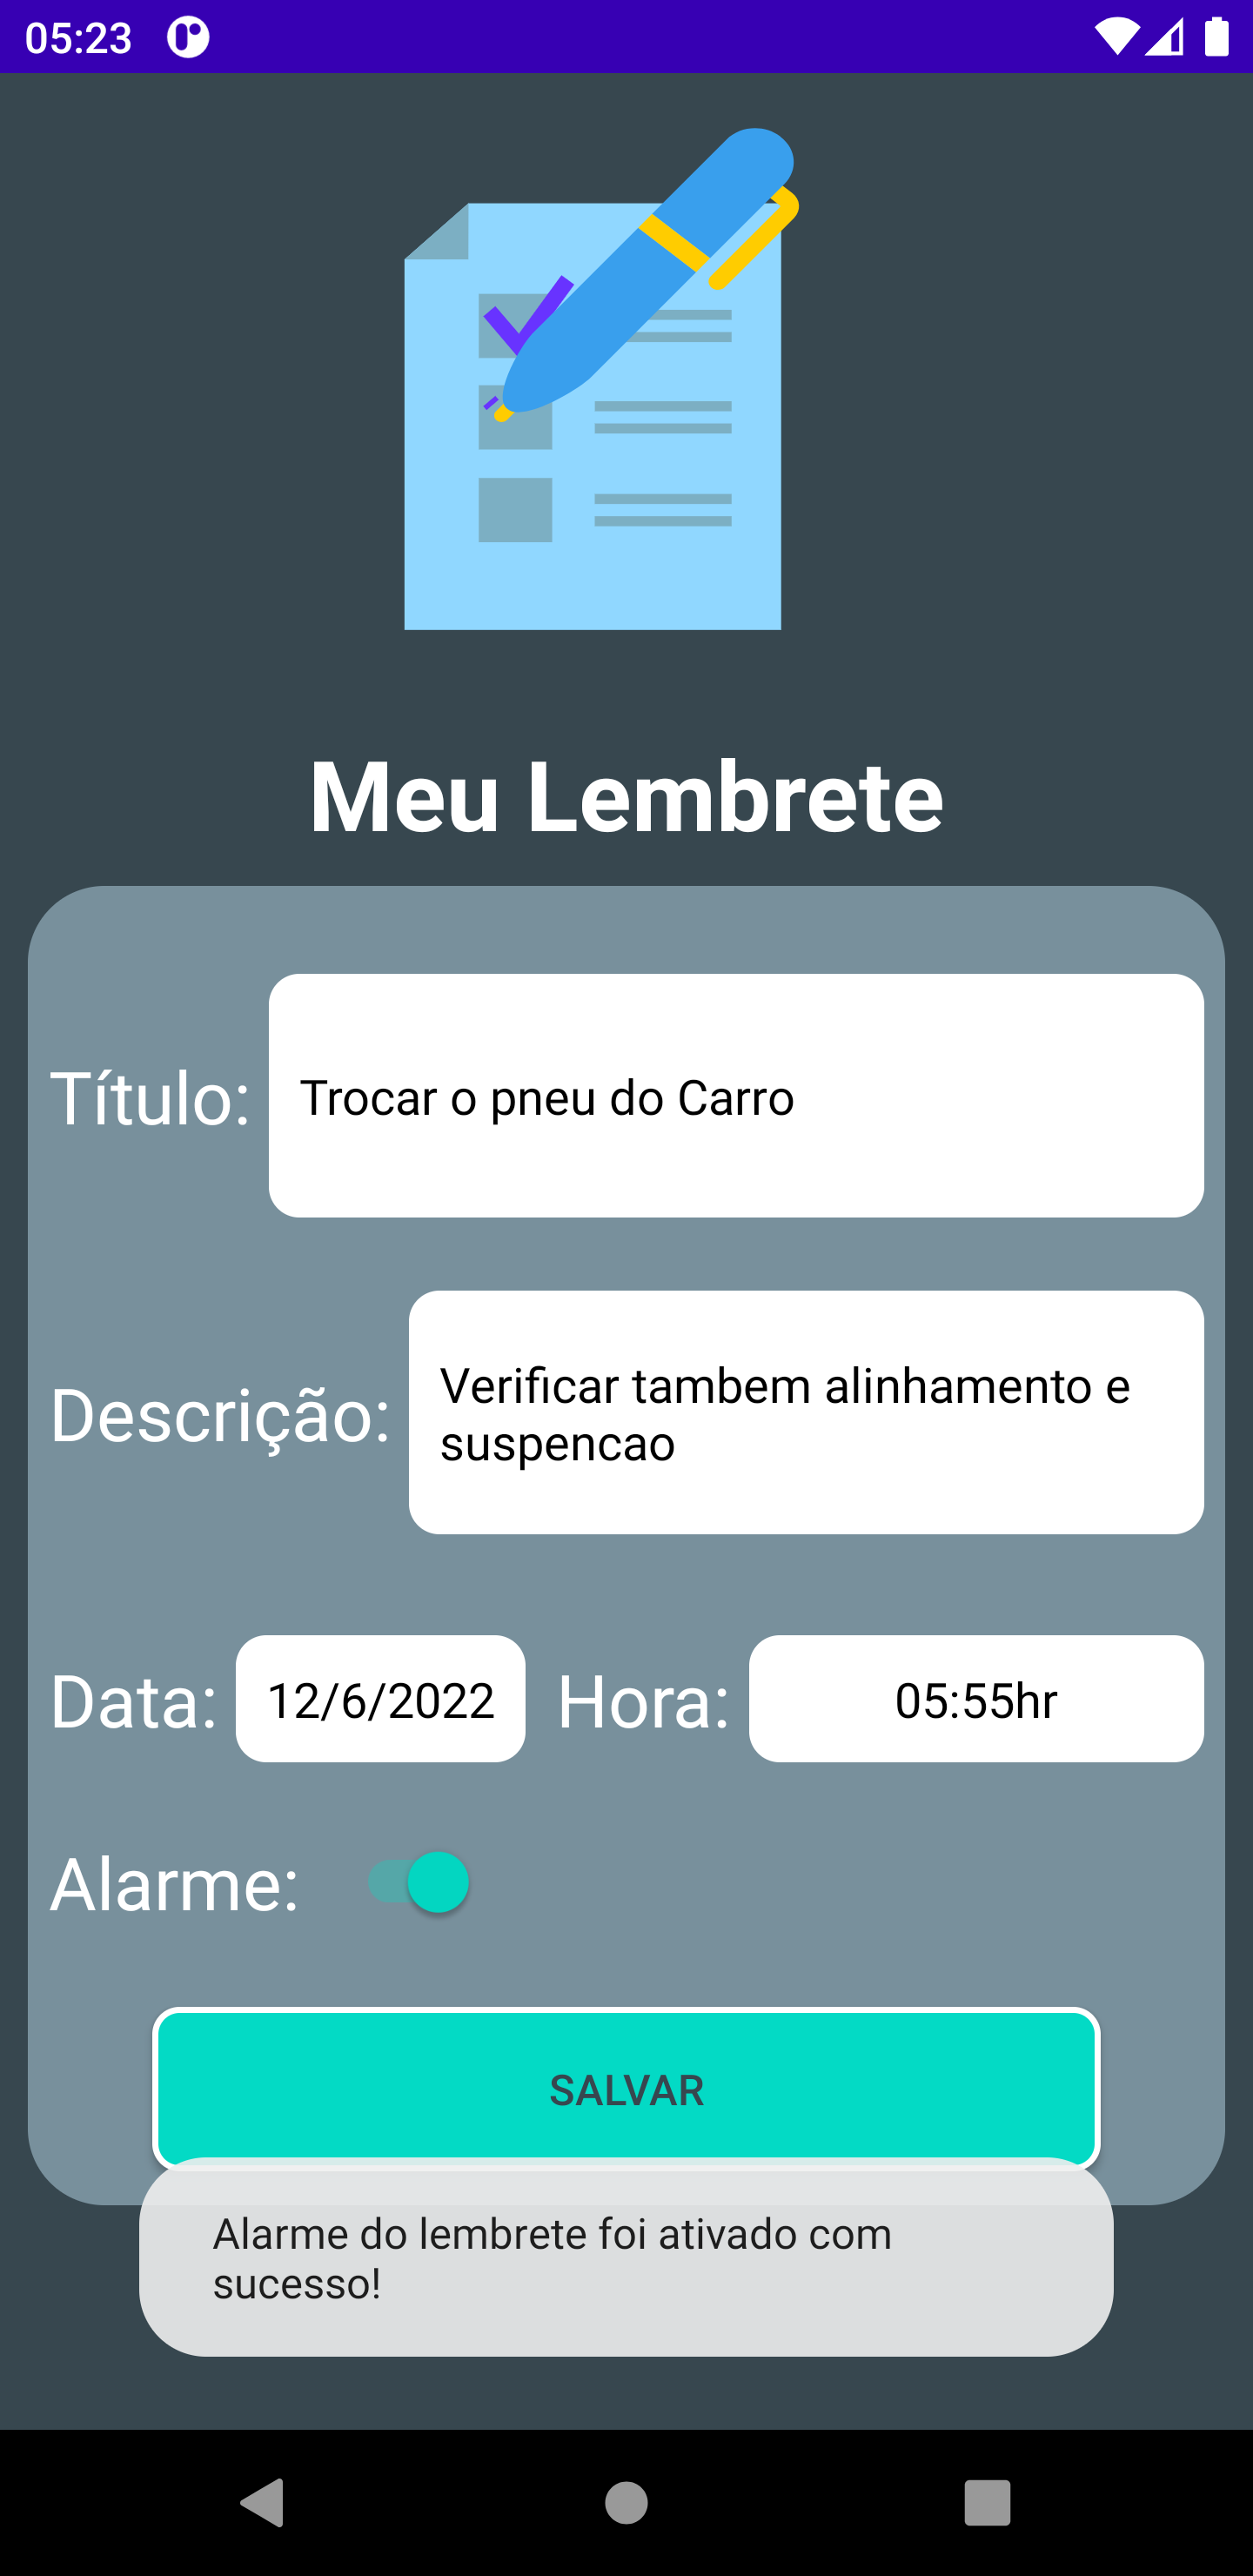 05:23
Meu Lembrete
Título:
Trocar o pneu do Carro
Descrição:
Verificar tambem alinhamento e
suspencao
Data: 12/6/2022 Hora: 05:55hr
Alarme:
SALVAR
Alarme do lembrete foi ativado com
sucesso!